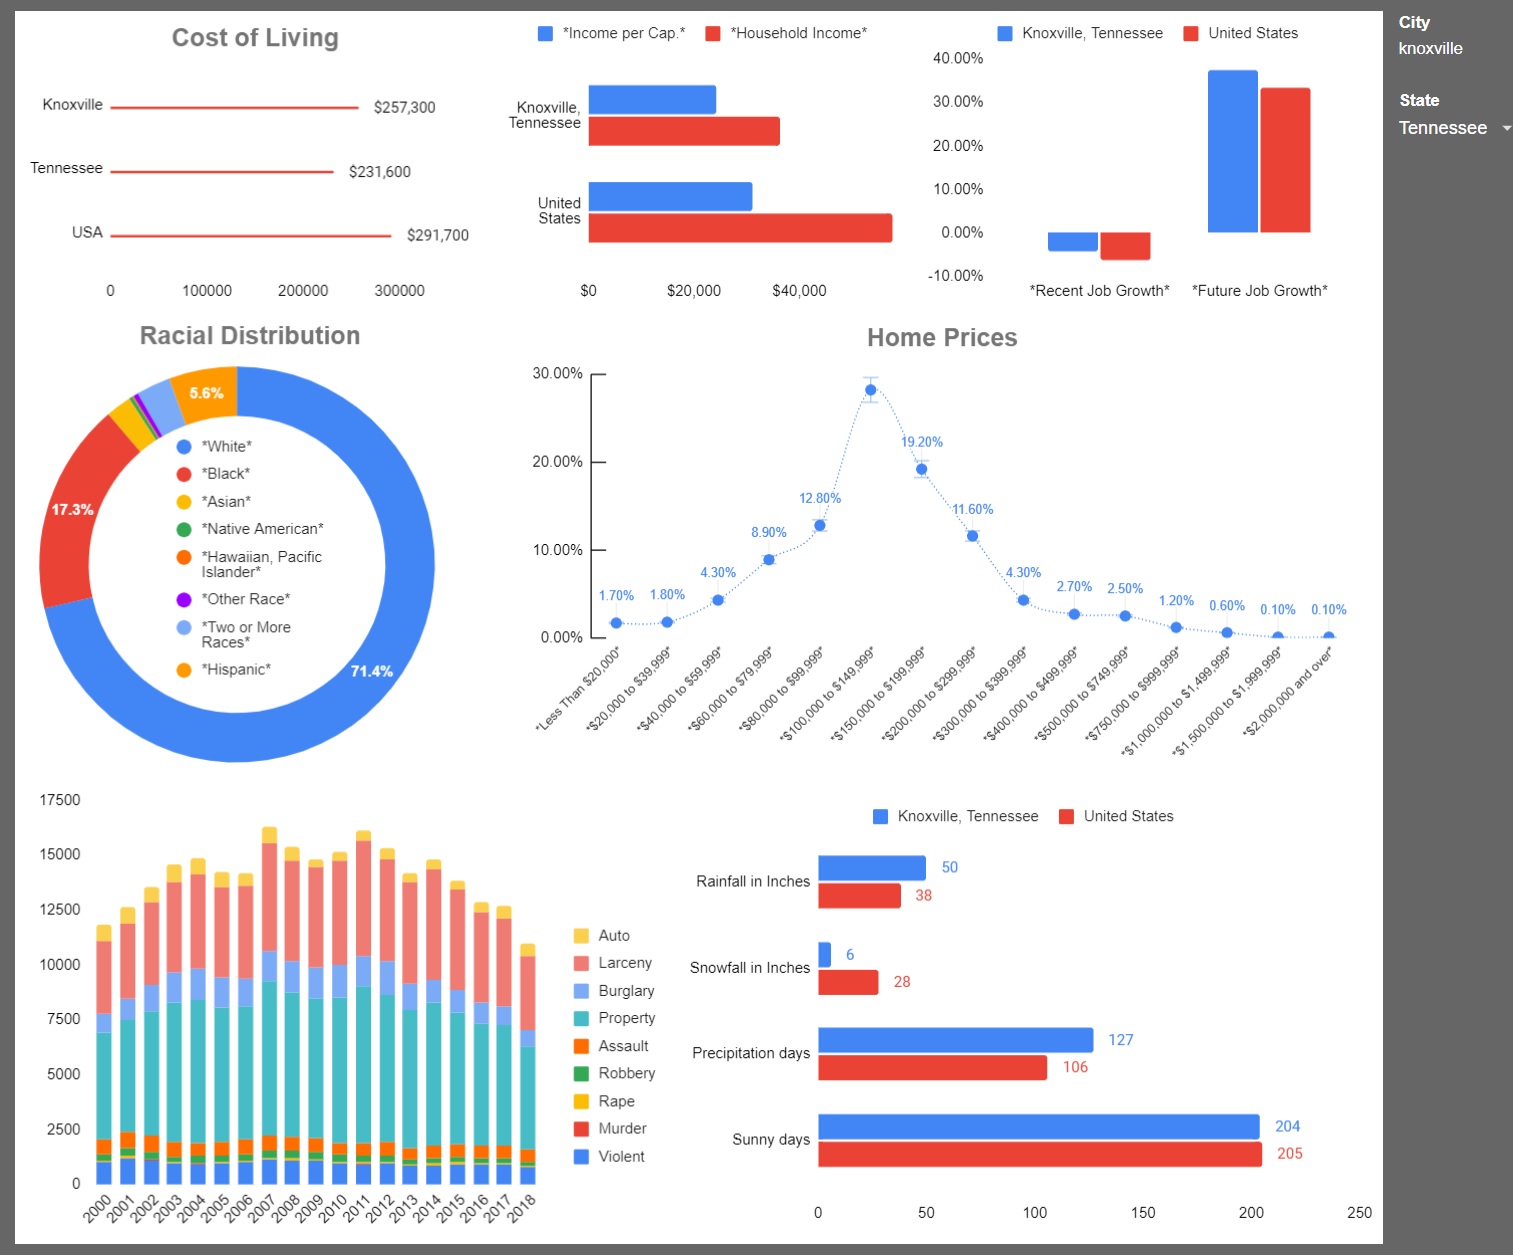 City
knoxville
State
Tennessee
Cost of Living
Knoxville
$257,300
Tennessee
$231,600
USA
$291,700
0
100000
200000
300000
*Income per Cap.*
*Household Income*
Knoxville,
Tennessee
United
States
$0
$20,000
$40,000
Knoxville, Tennessee
United States
40.00%
30.00%
20.00%
10.00%
0.00%
-10.00%
*Recent Job Growth*
*Future Job Growth*
Racial Distribution
5.6%
17.3%
71.4%
*White*
*Black*
*Asian*
*Native American*
*Hawaiian, Pacific
Islander*
*Other Race*
*Two or More
Races*
*Hispanic*
Home Prices
30.00%
20.00%
10.00%
0.00%
1.70%
1.80%
4.30%
8.90%
12.80%
19.20%
11.60%
4.30%
2.70%
2.50%
1.20%
0.60%
0.10%
0.10%
*Less Than $20,000*
*$20,000 to $39,999*
*$40,000 to $59,999*
*$60,000 to $79,999*
*$80,000 to $99,999*
*$100,000 to $149,999*
*$150,000 to $199,999*
*$200,000 to $299,999*
*$300,000 to $399,999*
*$400,000 to $499,999*
*$500,000 to $749,999*
*$750,000 to $999,999*
*$1,000,000 to $1,499,999*
*$1,500,000 to $1,999,999*
*$2,000,000 and over*
17500
15000
12500
10000
7500
5000
2500
0
2000
2001
2002
2003
2004
2005
2006
2007
2008
2009
2010
2011
2012
2013
2014
2015
2016
2017
2018
Auto
Larceny
Burglary
Property
Assault
Robbery
Rape
Murder
Violent
Knoxville, Tennessee
United States
Rainfall in Inches
50
38
Snowfall in Inches
6
28
Precipitation days
127
106
Sunny days
204
205
0
50
100
150
200
250